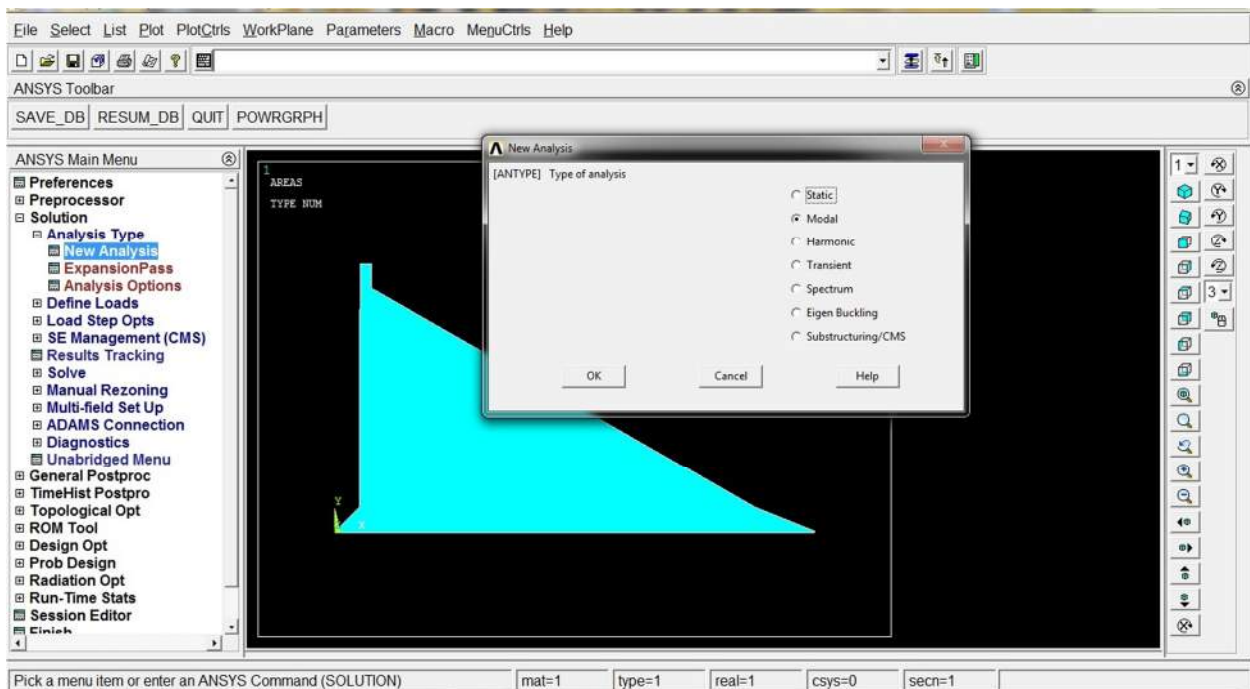 File Select List Plot PlotCtrls WorkPlane Parameters Macro MenuCtrls Help
ANSYS Toolbar
SAVE_DB RESUM_DB QUIT POWRGRPH
ANSYS Main Menu
Preferences
Preprocessor
Solution
Analysis Type
New Analysis
ExpansionPass
Analysis Options
Define Loads
Load Step Opts
SE Management (CMS)
Results Tracking
Solve
Manual Rezoning
Multi-field Set Up
ADAMS Connection
Diagnostics
Unabridged Menu
General Postproc
TimeHist Postpro
Topological Opt
ROM Tool
Design Opt
Prob Design
Radiation Opt
Run-Time Stats
Session Editor
Finish
1
AREAS
TYPE NUM
Y
X
New Analysis
[ANTYPE] Type of analysis
Static
Modal
Harmonic
Transient
Spectrum
Eigen Buckling
Substructuring/CMS
OK Cancel Help
1
3
Pick a menu item or enter an ANSYS Command (SOLUTION) mat=1 type=1 real=1 csys=0 secn=1